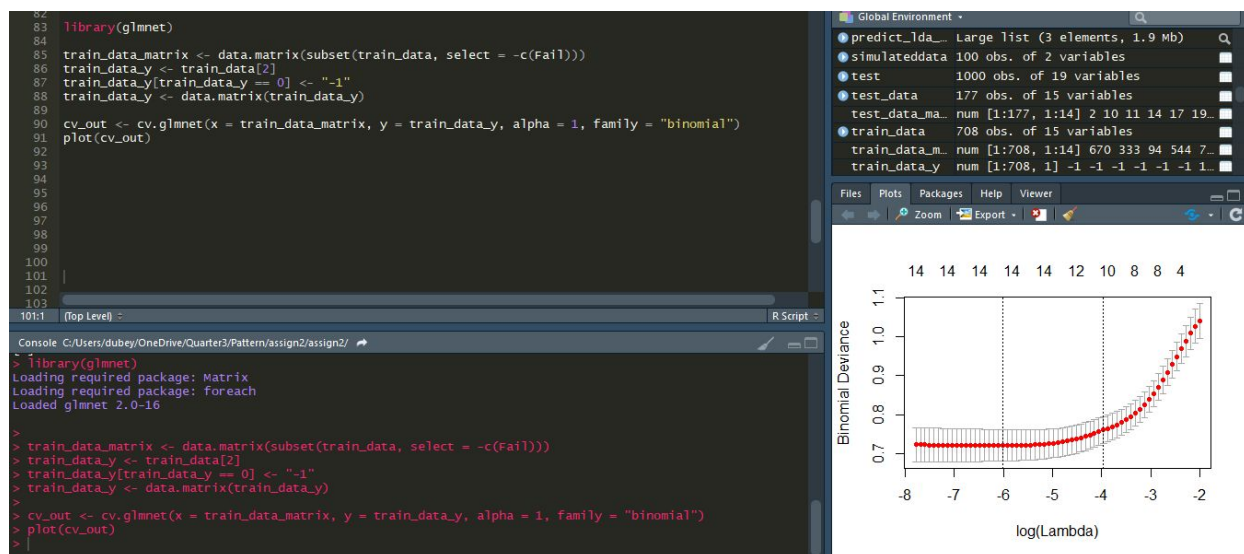 82
83 library(glmnet)
84
85 train_data_matrix <- data.matrix(subset(train_data, select = -c(Fail)))
86 train_data_y <- train_data[2]
87 train_data_y[train_data_y == 0] <- "-1"
88 train_data_y <- data.matrix(train_data_y)
89
90 cv_out <- cv.glmnet(x = train_data_matrix, y = train_data_y, alpha = 1, family = "binomial")
91 plot(cv_out)
92
93
94
95
96
97
98
99
100
101
102
103
101:1 (Top Level) R Script
Console C:/Users/dubey/OneDrive/Quarter3/Pattern/assign2/assign2/
> library(glmnet)
Loading required package: Matrix
Loading required package: foreach
Loaded glmnet 2.0-16
>
> train_data_matrix <- data.matrix(subset(train_data, select = -c(Fail)))
> train_data_y <- train_data[2]
> train_data_y[train_data_y == 0] <- "-1"
> train_data_y <- data.matrix(train_data_y)
>
> cv_out <- cv.glmnet(x = train_data_matrix, y = train_data_y, alpha = 1, family = "binomial")
> plot(cv_out)
>
Global Environment
predict_lda_… Large list (3 elements, 1.9 Mb)
simulateddata 100 obs. of 2 variables
test 1000 obs. of 19 variables
test_data 177 obs. of 15 variables
test_data_ma… num [1:177, 1:14] 2 10 11 14 17 19…
train_data 708 obs. of 15 variables
train_data_m… num [1:708, 1:14] 670 333 94 544 7…
train_data_y num [1:708, 1] -1 -1 -1 -1 -1 -1 1…
Files Plots Packages Help Viewer
Zoom Export
14 14 14 14 14 12 10 8 8 4
1.1
1.0
0.9
0.8
0.7
Binomial Deviance
-8 -7 -6 -5 -4 -3 -2
log(Lambda)